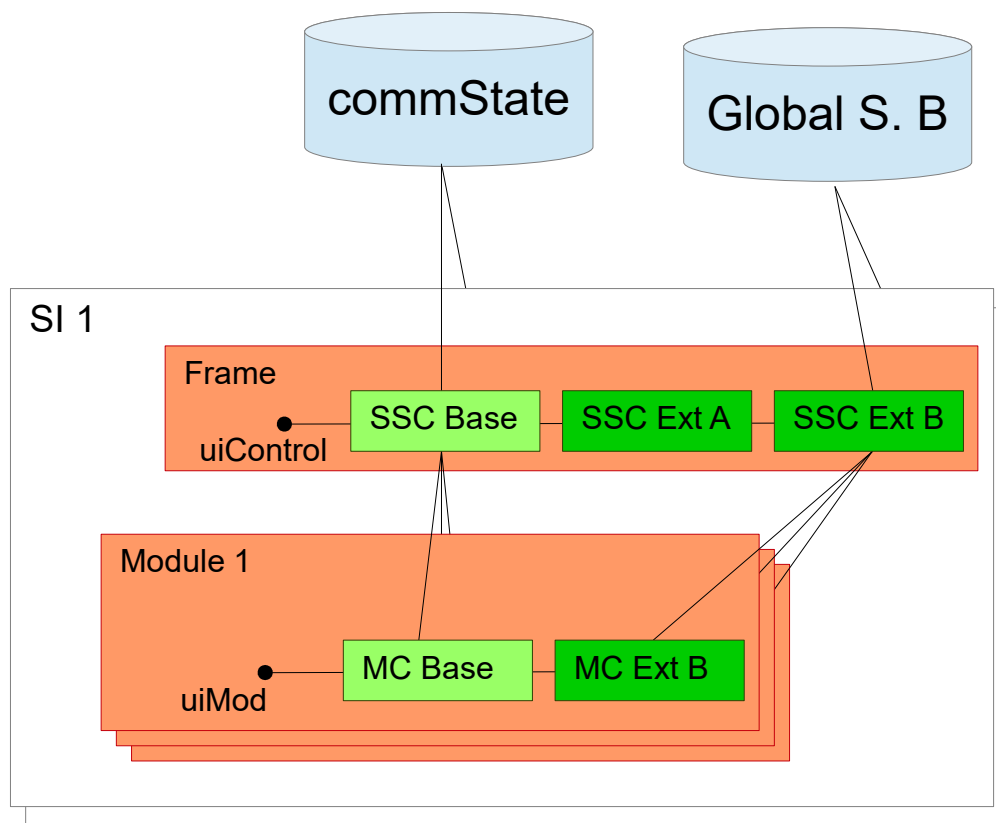 commState
Global S. B
SI 1
Frame
SSC Base
SSC Ext A
SSC Ext B
uiControl
Module 1
MC Base
MC Ext B
uiMod